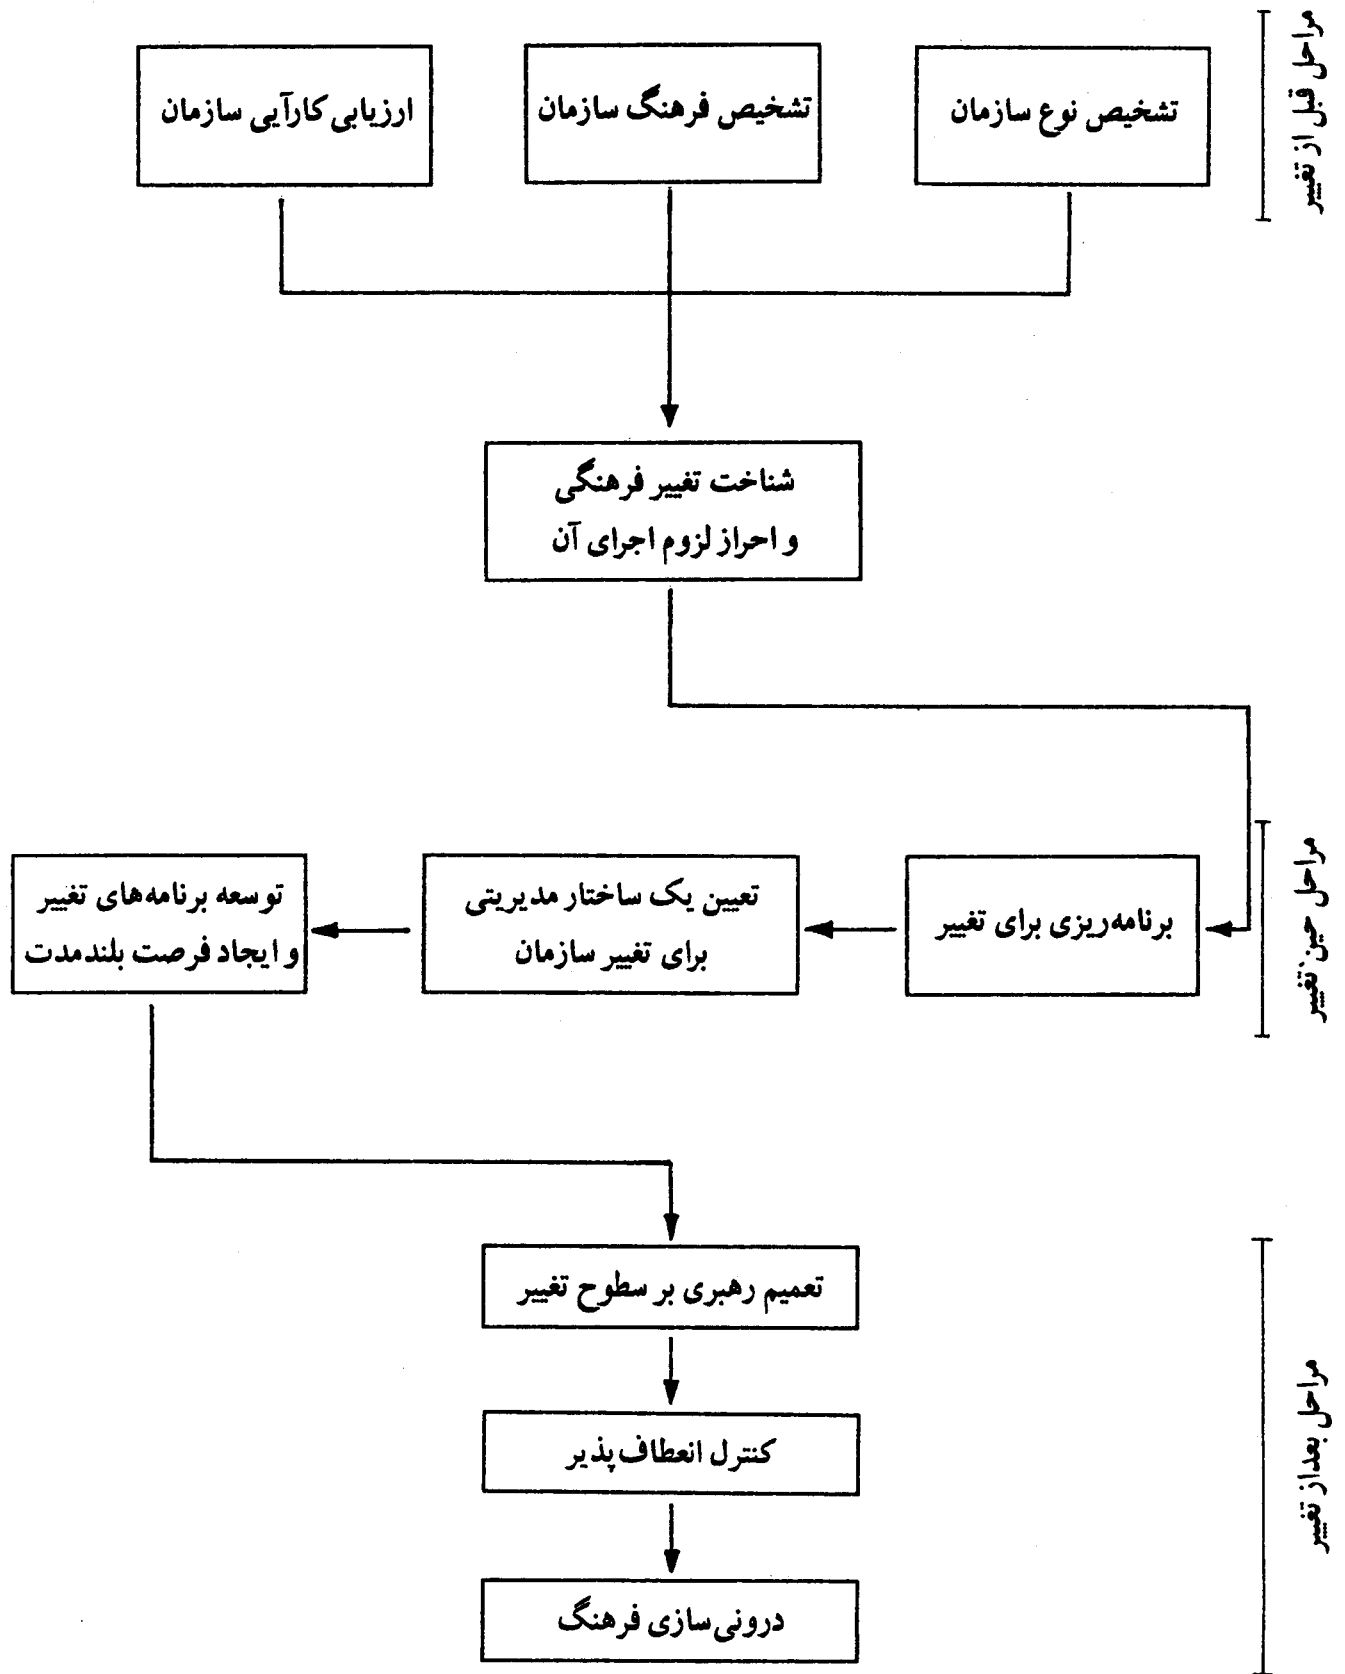 مراحل قبل از تغییر
تشخیص نوع سازمان
تشخیص فرهنگ سازمان
ارزیابی کارآیی سازمان
شناخت تغییر فرهنگی
و احراز لزوم اجرای آن
مراحل حین تغییر
برنامه‌ریزی برای تغییر
تعیین یک ساختار مدیریتی
برای تغییر سازمان
توسعه برنامه‌های تغییر
و ایجاد فرصت بلندمدت
مراحل بعداز تغییر
تعمیم رهبری بر سطوح تغییر
کنترل انعطاف‌پذیر
درونی‌سازی فرهنگ